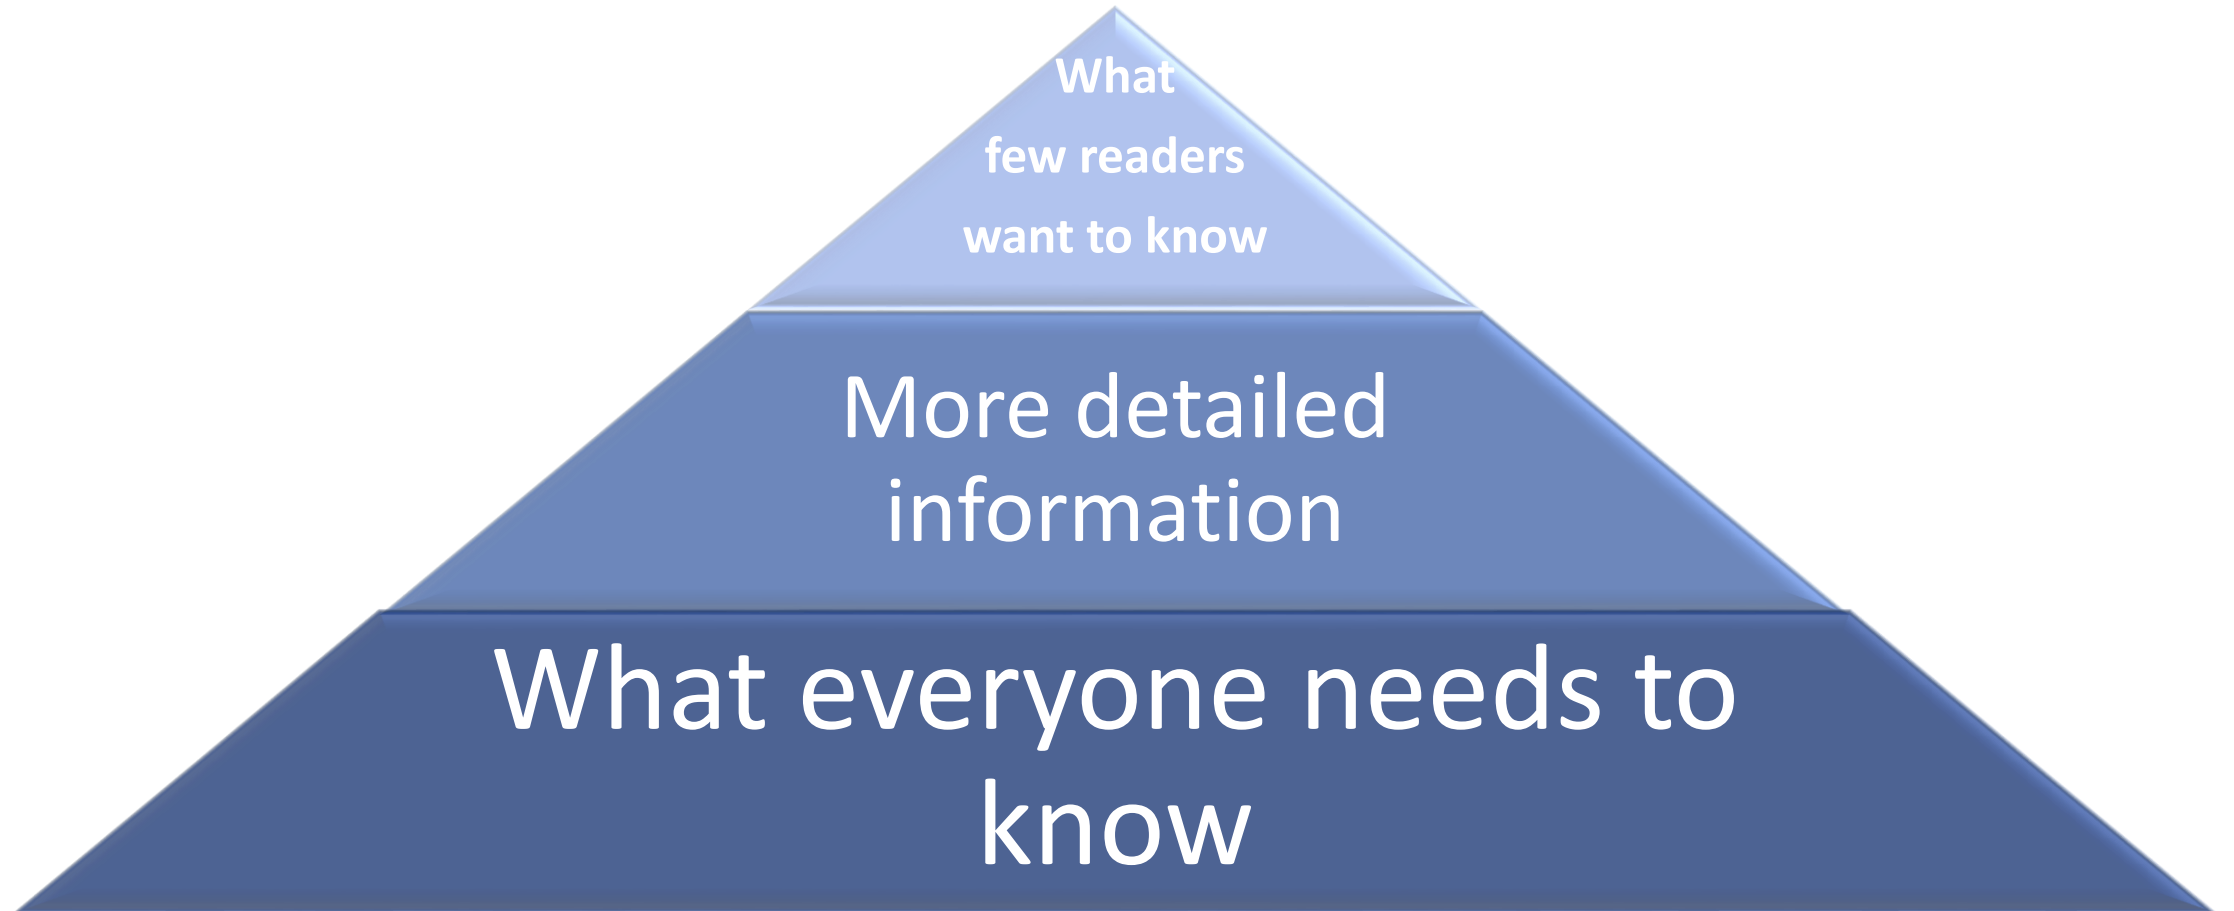 What
few readers
want to know
More detailed
information
What everyone needs to
know